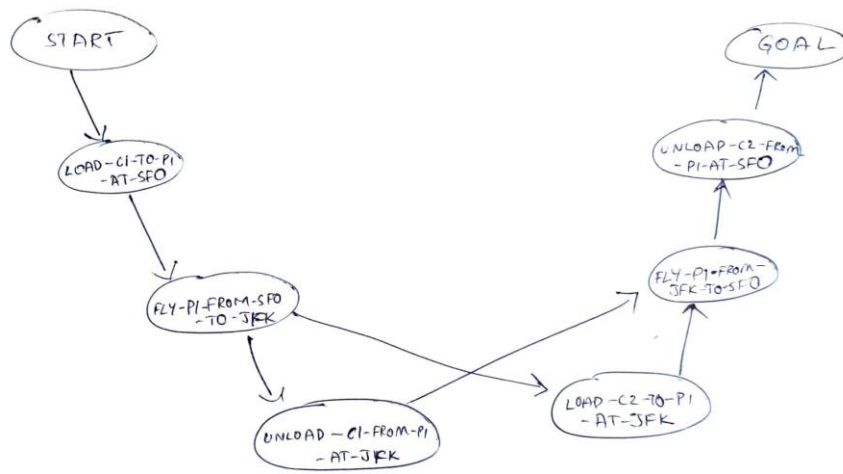 START
GOAL
LOAD-C1-TO-P1
-AT-SFO
UNLOAD-C2-FROM
-P1-AT-SFO
FLY-P1-FROM-SFO
-TO-JFK
FLY-P1-FROM-
JFK-TO-SFO
UNLOAD-C1-FROM-P1
-AT-JFK
LOAD-C2-TO-P1
-AT-JFK